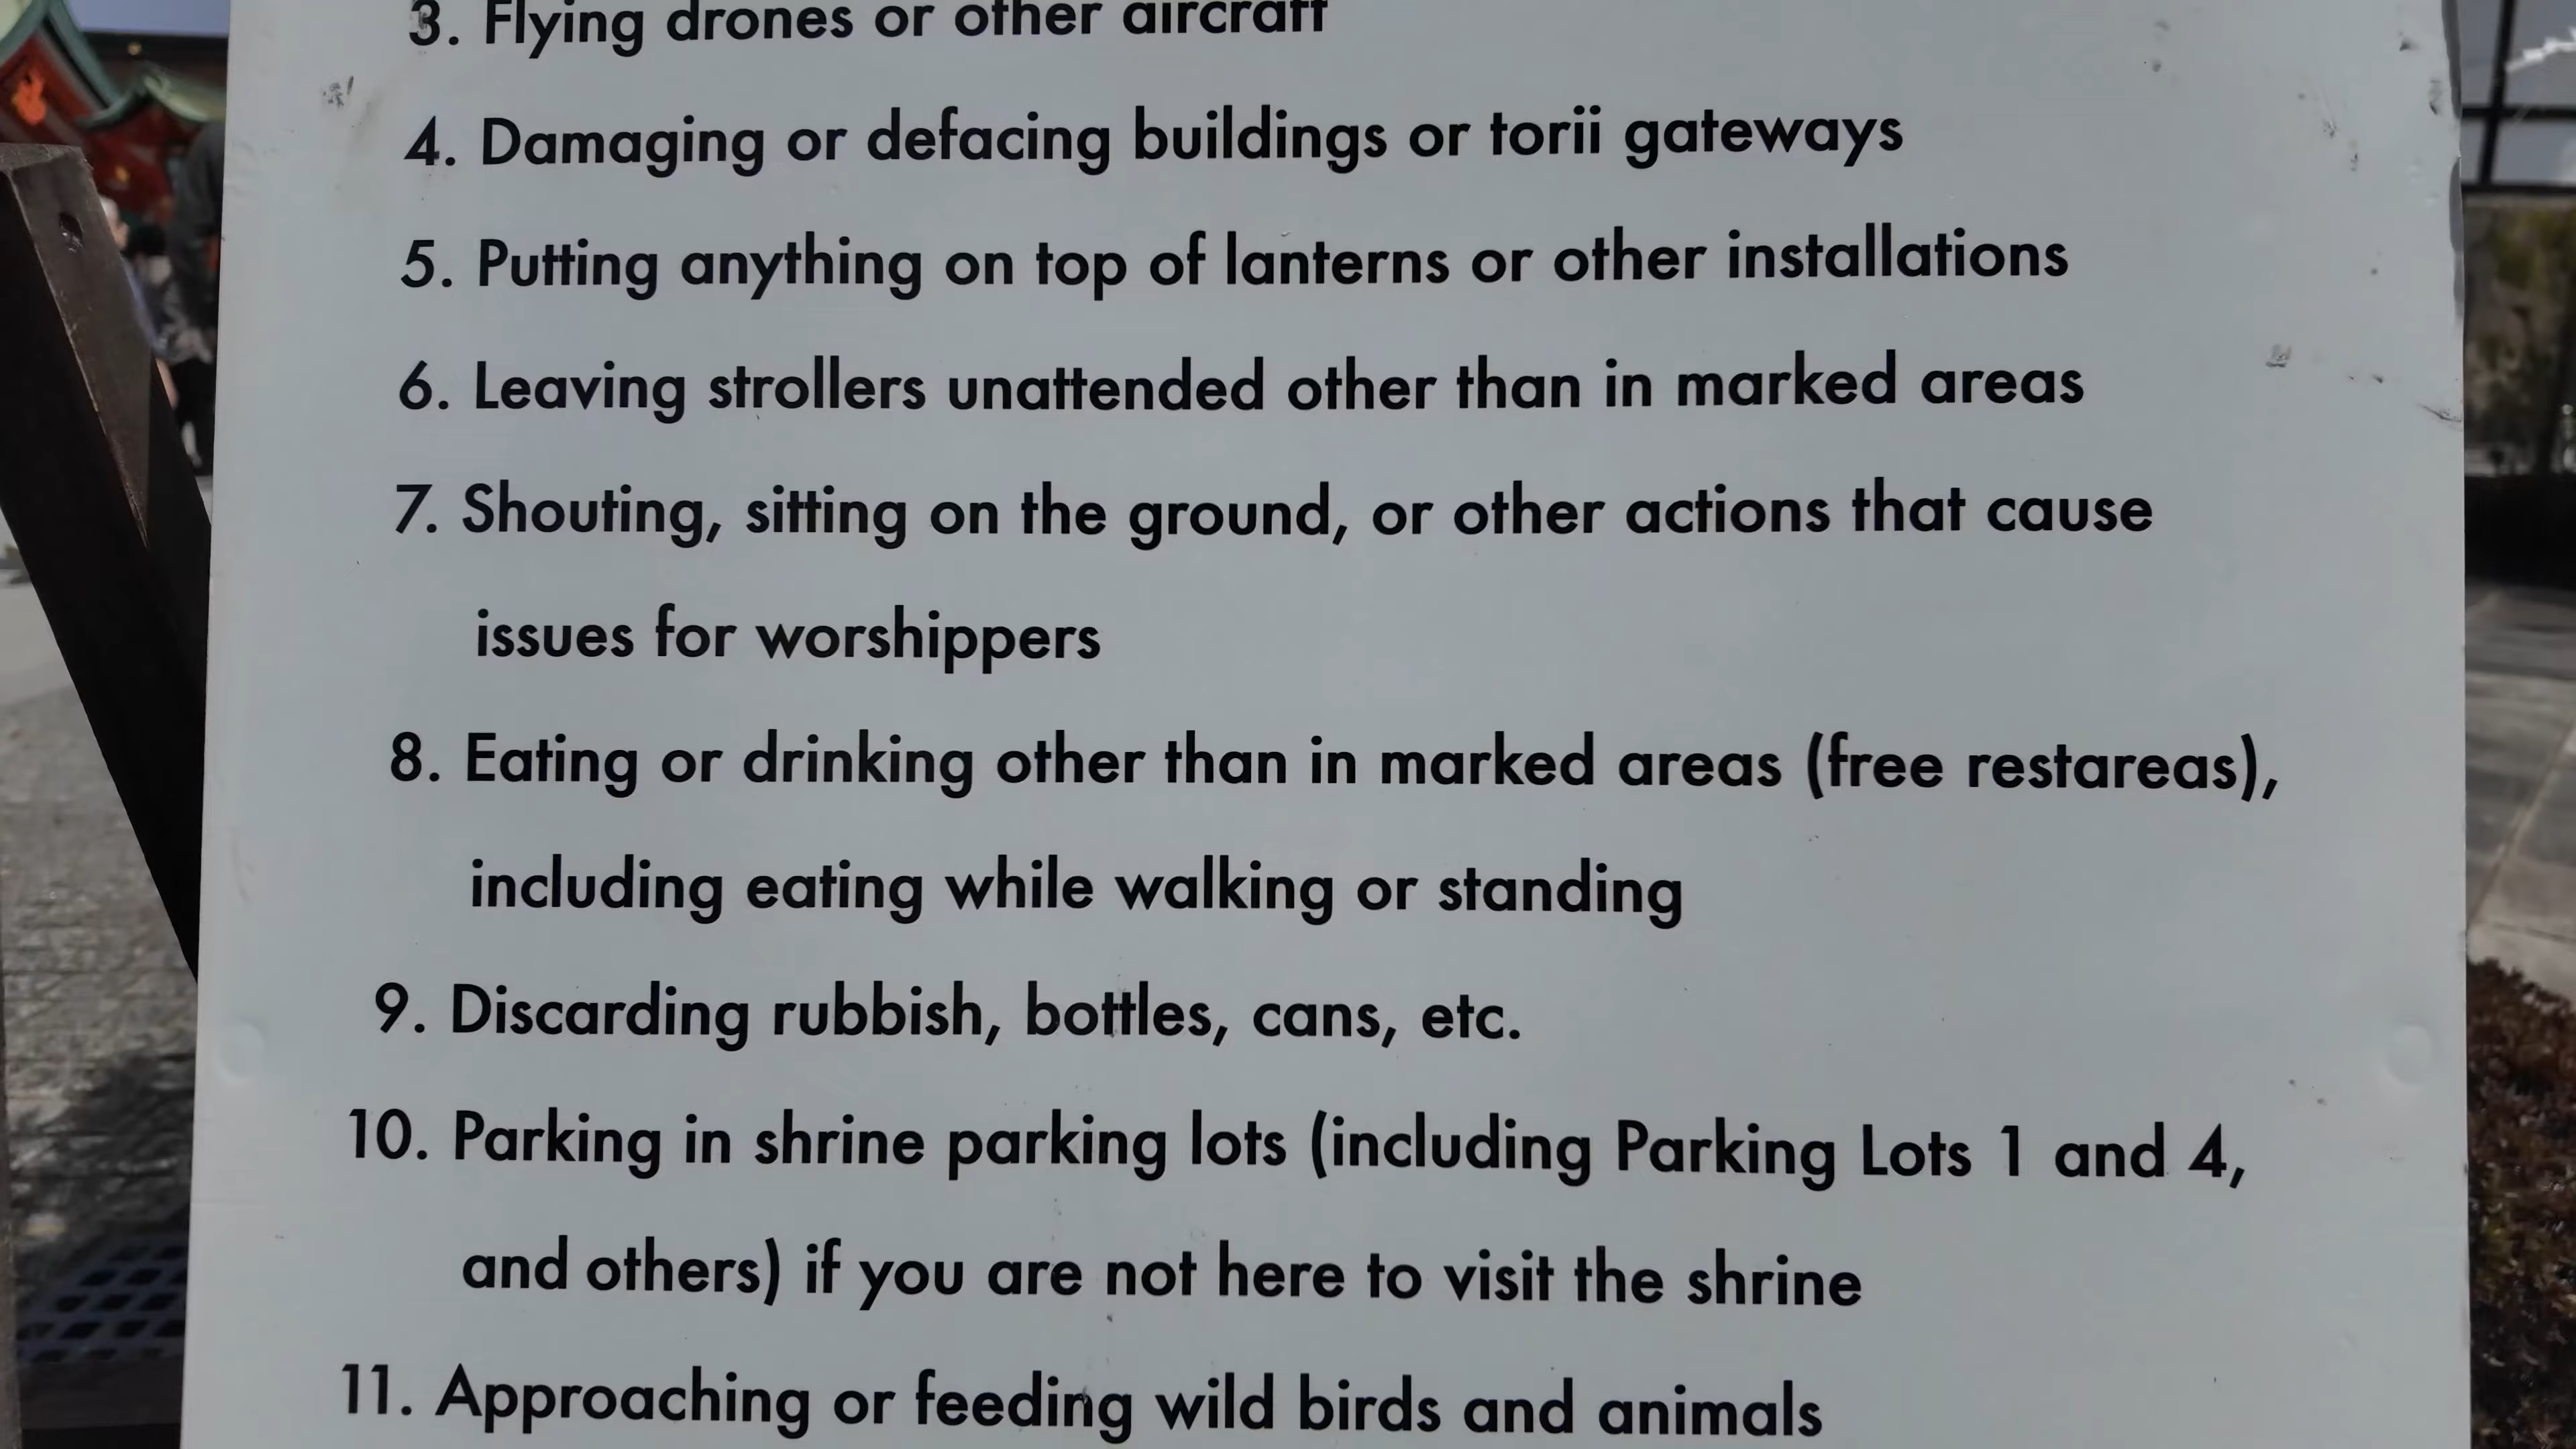 3. Flying drones or other aircraft
4. Damaging or defacing buildings or torii gateways
5. Putting anything on top of lanterns or other installations
6. Leaving strollers unattended other than in marked areas
7. Shouting, sitting on the ground, or other actions that cause
issues for worshippers
8. Eating or drinking other than in marked areas (free restareas),
including eating while walking or standing
9. Discarding rubbish, bottles, cans, etc.
10. Parking in shrine parking lots (including Parking Lots 1 and 4,
and others) if you are not here to visit the shrine
11. Approaching or feeding wild birds and animals